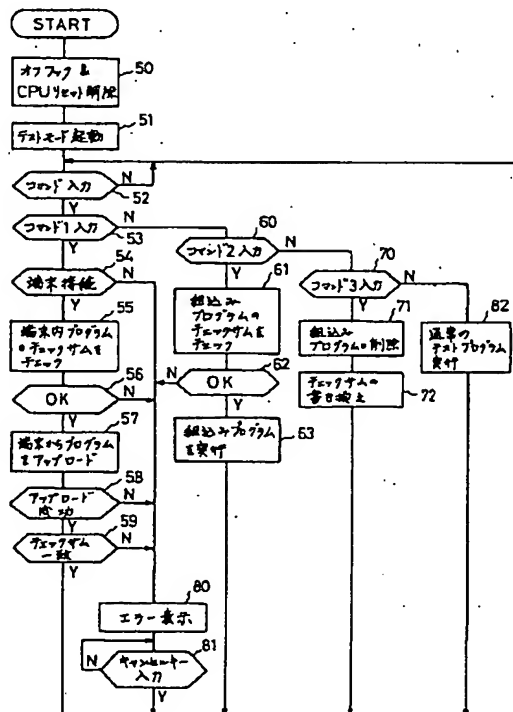 START
オフフック &
CPUリセット解除
50
テストモード起動
51
コマンド入力
N
52
Y
コマンド1入力
N
53
Y
54
端末接続
N
Y
55
端末内プログラム
のチェックサムを
チェック
56
OK
N
Y
57
端末からプログラム
をアップロード
58
アップロード
成功
N
Y
59
チェックサム
一致
N
Y
60
コマンド2入力
N
Y
61
組込み
プログラムの
チェックサムを
チェック
62
N
OK
Y
組込みプログラム
を実行
63
70
コマンド3入力
N
Y
71
組込み
プログラムの削除
チェックサムの
書き換え
72
82
通常の
テストプログラム
実行
80
エラー表示
81
N
キャンセルキー
入力
Y